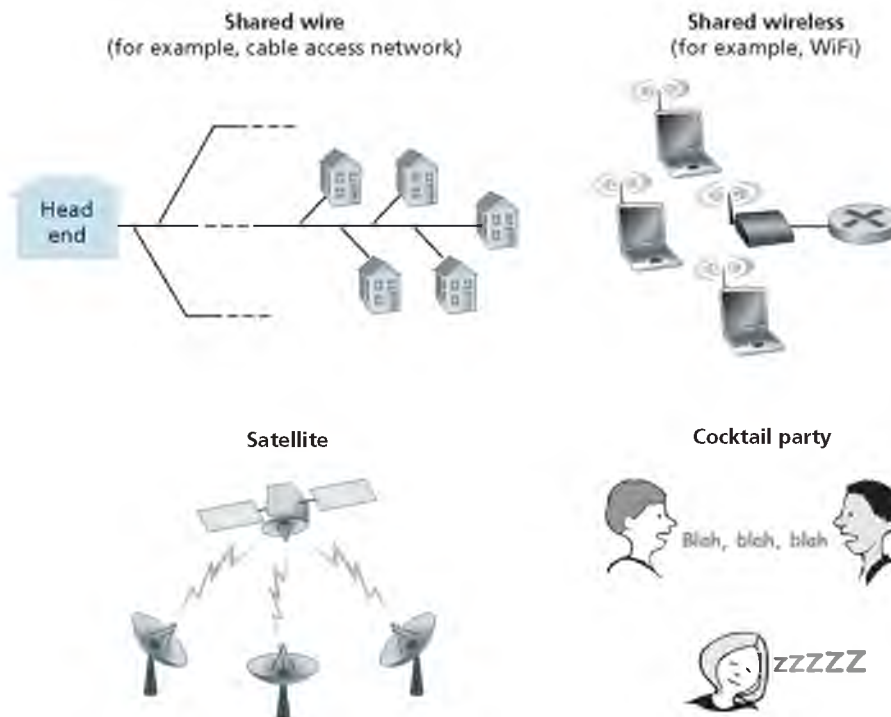 Shared wire
(for example, cable access network)
Shared wireless
(for example, WiFi)
Head
end
Satellite
Cocktail party
Blah, blah, blah
zzzzz